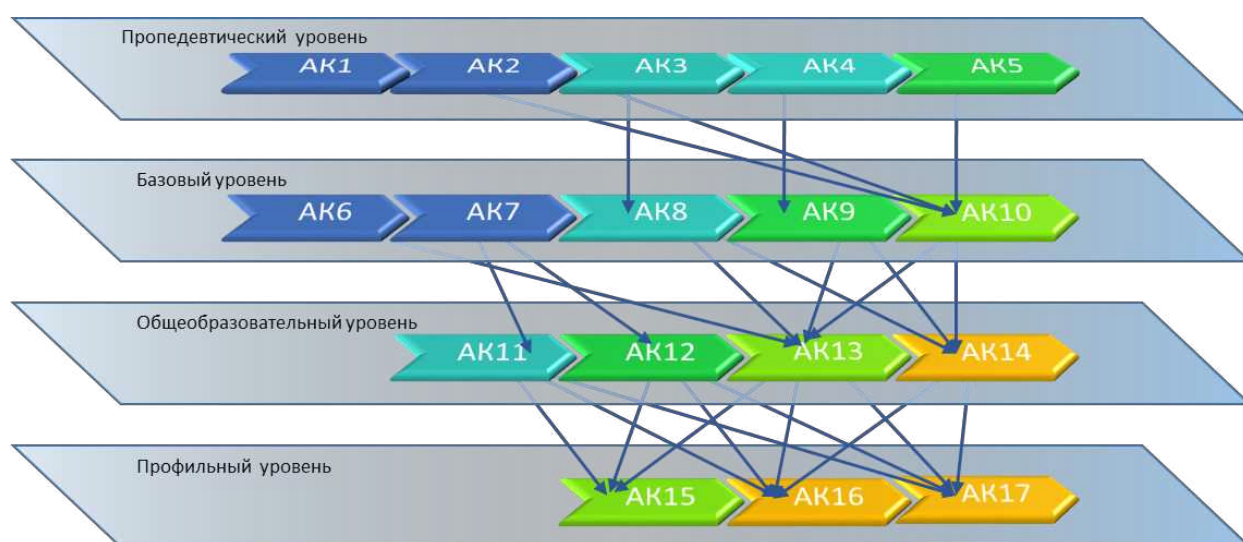 Пропедевтический уровень
АК1 АК2 АК3 АК4 АК5
Базовый уровень
АК6 АК7 АК8 АК9 АК10
Общеобразовательный уровень
АК11 АК12 АК13 АК14
Профильный уровень
АК15 АК16 АК17